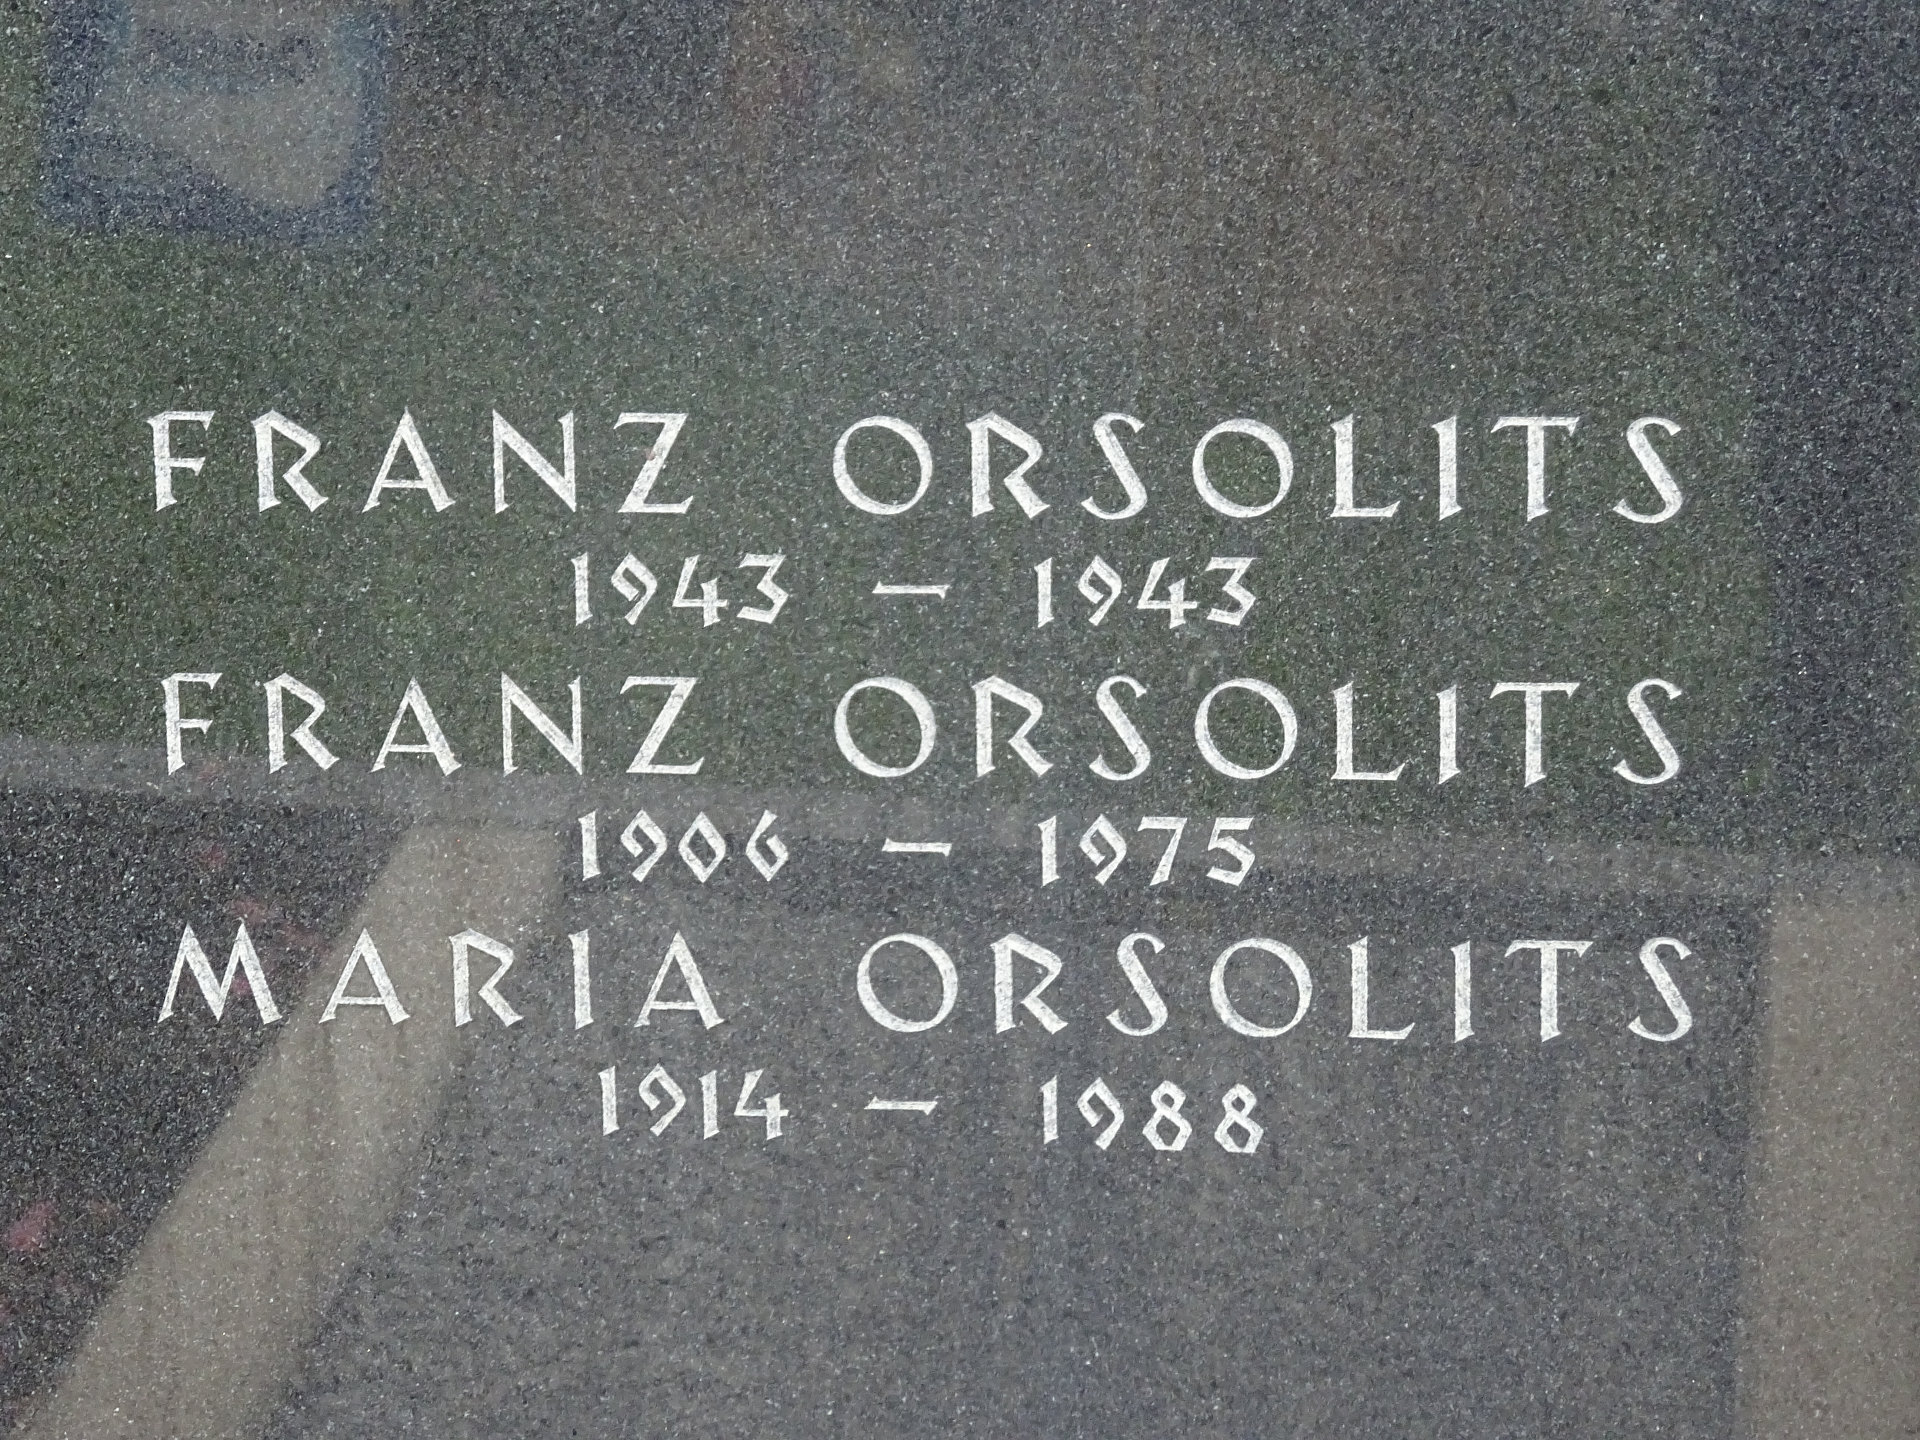 FRANZ ORSOLITS
1943 – 1943
FRANZ ORSOLITS
1906 – 1975
MARIA ORSOLITS
1914 – 1988